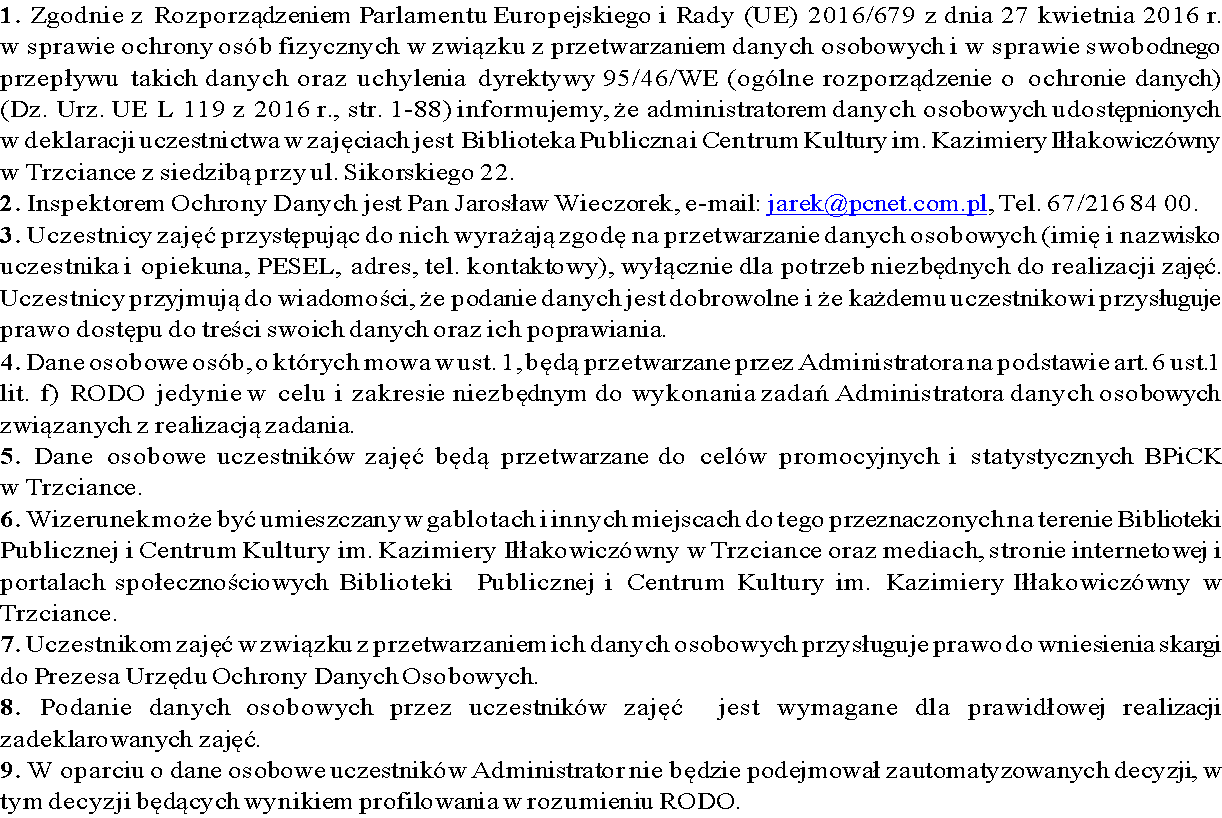 1. Zgodnie z Rozporządzeniem Parlamentu Europejskiego i Rady (UE) 2016/679 z dnia 27 kwietnia 2016 r.
w sprawie ochrony osób fizycznych w związku z przetwarzaniem danych osobowych i w sprawie swobodnego
przepływu takich danych oraz uchylenia dyrektywy 95/46/WE (ogólne rozporządzenie o ochronie danych)
(Dz. Urz. UE L 119 z 2016 r., str. 1-88) informujemy, że administratorem danych osobowych udostępnionych
w deklaracji uczestnictwa w zajęciach jest Biblioteka Publiczna i Centrum Kultury im. Kazimiery Iłłakowiczówny
w Trzciance z siedzibą przy ul. Sikorskiego 22.
2. Inspektorem Ochrony Danych jest Pan Jarosław Wieczorek, e-mail: jarek@pcnet.com.pl, Tel. 67/216 84 00.
3. Uczestnicy zajęć przystępując do nich wyrażają zgodę na przetwarzanie danych osobowych (imię i nazwisko
uczestnika i opiekuna, PESEL, adres, tel. kontaktowy), wyłącznie dla potrzeb niezbędnych do realizacji zajęć.
Uczestnicy przyjmują do wiadomości, że podanie danych jest dobrowolne i że każdemu uczestnikowi przysługuje
prawo dostępu do treści swoich danych oraz ich poprawiania.
4. Dane osobowe osób, o których mowa w ust. 1, będą przetwarzane przez Administratora na podstawie art. 6 ust.1
lit. f) RODO jedynie w celu i zakresie niezbędnym do wykonania zadań Administratora danych osobowych
związanych z realizacją zadania.
5. Dane osobowe uczestników zajęć będą przetwarzane do celów promocyjnych i statystycznych BPiCK
w Trzciance.
6. Wizerunek może być umieszczany w gablotach i innych miejscach do tego przeznaczonych na terenie Biblioteki
Publicznej i Centrum Kultury im. Kazimiery Iłłakowiczówny w Trzciance oraz mediach, stronie internetowej i
portalach społecznościowych Biblioteki Publicznej i Centrum Kultury im. Kazimiery Iłłakowiczówny w
Trzciance.
7. Uczestnikom zajęć w związku z przetwarzaniem ich danych osobowych przysługuje prawo do wniesienia skargi
do Prezesa Urzędu Ochrony Danych Osobowych.
8. Podanie danych osobowych przez uczestników zajęć jest wymagane dla prawidłowej realizacji
zadeklarowanych zajęć.
9. W oparciu o dane osobowe uczestników Administrator nie będzie podejmował zautomatyzowanych decyzji, w
tym decyzji będących wynikiem profilowania w rozumieniu RODO.